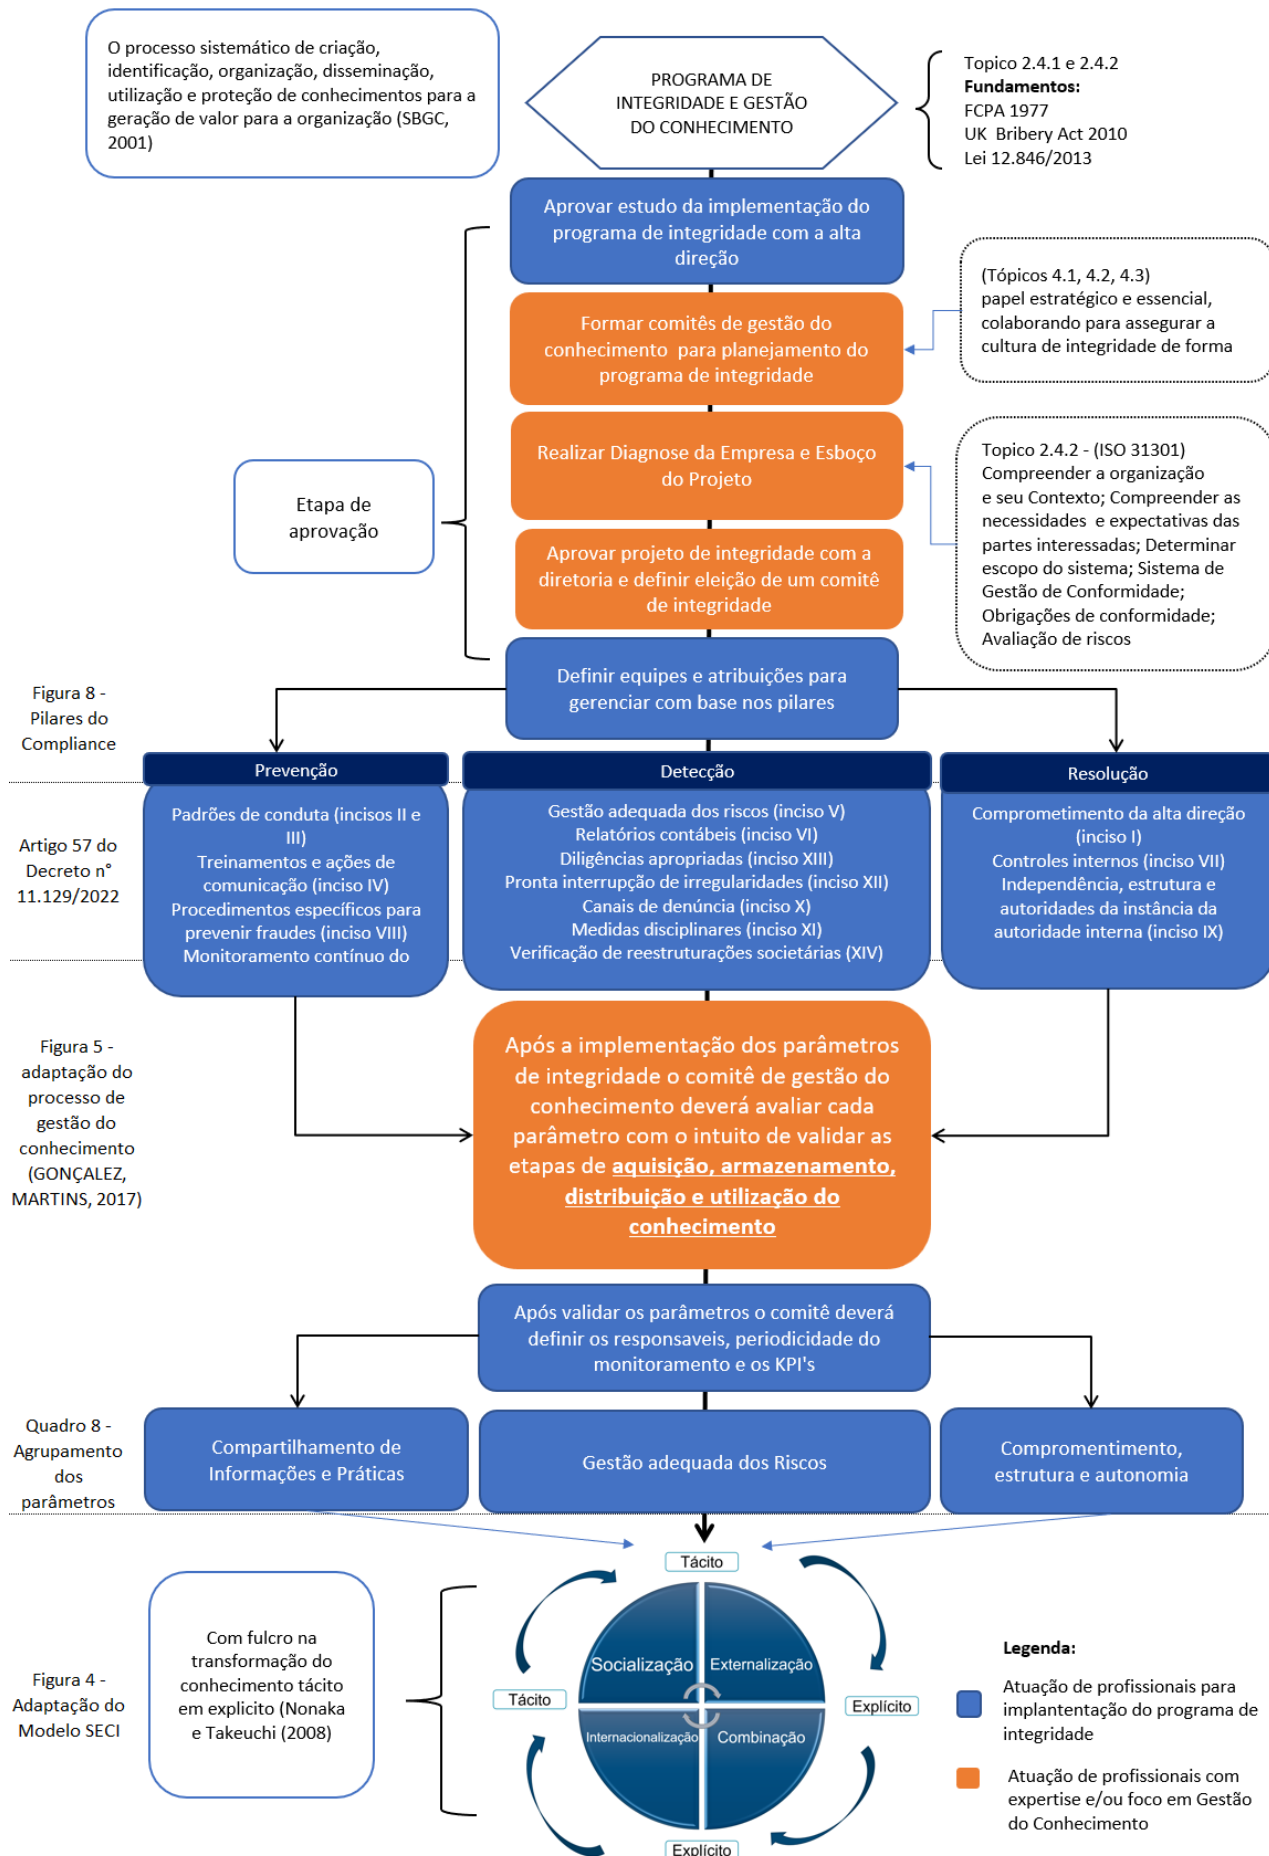 O processo sistemático de criação,
identificação, organização, disseminação,
utilização e proteção de conhecimentos para a
geração de valor para a organização (SBGC,
2001)
PROGRAMA DE
INTEGRIDADE E GESTÃO
DO CONHECIMENTO
Topico 2.4.1 e 2.4.2
Fundamentos:
FCPA 1977
UK Bribery Act 2010
Lei 12.846/2013
Aprovar estudo da implementação do
programa de integridade com a alta
direção
Formar comitês de gestão do
conhecimento para planejamento do
programa de integridade
(Tópicos 4.1, 4.2, 4.3)
papel estratégico e essencial,
colaborando para assegurar a
cultura de integridade de forma
Realizar Diagnose da Empresa e Esboço
do Projeto
Topico 2.4.2 - (ISO 31301)
Compreender a organização
e seu Contexto; Compreender as
necessidades e expectativas das
partes interessadas; Determinar
escopo do sistema; Sistema de
Gestão de Conformidade;
Obrigações de conformidade;
Avaliação de riscos
Etapa de
aprovação
Aprovar projeto de integridade com a
diretoria e definir eleição de um comitê
de integridade
Definir equipes e atribuições para
gerenciar com base nos pilares
Figura 8 -
Pilares do
Compliance
Prevenção
Detecção
Resolução
Artigo 57 do
Decreto n°
11.129/2022
Padrões de conduta (incisos II e
III)
Treinamentos e ações de
comunicação (inciso IV)
Procedimentos específicos para
prevenir fraudes (inciso VIII)
Monitoramento contínuo do
Gestão adequada dos riscos (inciso V)
Relatórios contábeis (inciso VI)
Diligências apropriadas (inciso XIII)
Pronta interrupção de irregularidades (inciso XII)
Canais de denúncia (inciso X)
Medidas disciplinares (inciso XI)
Verificação de reestruturações societárias (XIV)
Comprometimento da alta direção
(inciso I)
Controles internos (inciso VII)
Independência, estrutura e
autoridades da instância da
autoridade interna (inciso IX)
Figura 5 -
adaptação do
processo de
gestão do
conhecimento
(GONÇALEZ,
MARTINS, 2017)
Após a implementação dos parâmetros
de integridade o comitê de gestão do
conhecimento deverá avaliar cada
parâmetro com o intuito de validar as
etapas de aquisição, armazenamento,
distribuição e utilização do
conhecimento
Após validar os parâmetros o comitê deverá
definir os responsaveis, periodicidade do
monitoramento e os KPI's
Quadro 8 -
Agrupamento
dos
parâmetros
Compartilhamento de
Informações e Práticas
Gestão adequada dos Riscos
Compromentimento,
estrutura e autonomia
Figura 4 -
Adaptação do
Modelo SECI
Com fulcro na
transformação do
conhecimento tácito
em explicito (Nonaka
e Takeuchi (2008)
Tácito
Socialização
Externalização
Tácito
Explícito
Internacionalização
Combinação
Explícito
Legenda:
Atuação de profissionais para
implantentação do programa de
integridade
Atuação de profissionais com
expertise e/ou foco em Gestão
do Conhecimento